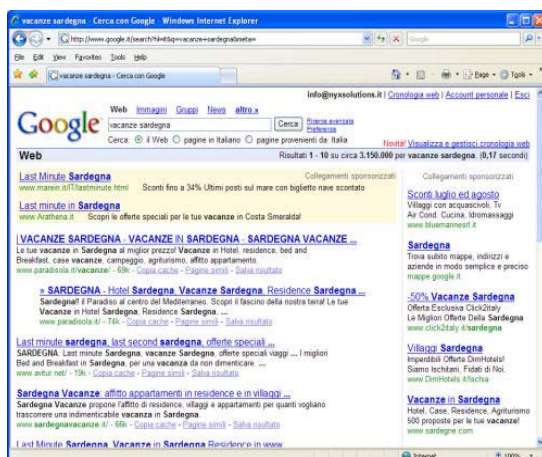 vacanze sardegna - Cerca con Google - Windows Internet Explorer
http://www.google.it/search?hl=it&q=vacanze+sardegna&meta=
Google
File Edit View Favorites Tools Help
vacanze sardegna - Cerca con Google
Page Tools
info@nyxsolutions.it | Cronologia web | Account personale | Esci
Google
Web Immagini Gruppi News altro »
vacanze sardegna
Cerca
Ricerca avanzata
Preferenze
Cerca: il Web pagine in Italiano pagine provenienti da: Italia
Novità! Visualizza e gestisci cronologia web
Web
Risultati 1 - 10 su circa 3.150.000 per vacanze sardegna. (0,17 secondi)
Last Minute Sardegna
Collegamenti sponsorizzati
www.marein.it/IT/lastminute.html Sconti fino a 34% Ultimi posti sul mare con biglietto nave scontato
Last minute in Sardegna
www.Arathena.it Scopri le offerte speciali per le tue vacanze in Costa Smeralda!
| VACANZE SARDEGNA - VACANZE IN SARDEGNA - SARDEGNA VACANZE ...
Le tue vacanze in Sardegna al miglior prezzo! Vacanze in Hotel, residence, bed and
Breakfast, case vacanze, campeggio, agriturismo, affitto appartamento.
www.paradisola.it/vacanze/ - 69k - Copia cache - Pagine simili - Salva risultato
» SARDEGNA - Hotel Sardegna, Vacanze Sardegna, Residence Sardegna ...
Sardegna!! il Paradiso al centro del Mediterraneo. Scopri il fascino della nostra terra! Le tue
Vacanze in Hotel Sardegna, Residence Sardegna, ...
www.paradisola.it/ - 74k - Copia cache - Pagine simili - Salva risultato
Last minute sardegna, last second sardegna, offerte speciali ...
SARDEGNA. Last minute Sardegna, vacanze Sardegna, offerte speciali viaggi ... I migliori
Bed and Breakfast in Sardegna, per una vacanza da non dimenticare. ...
www.avitur.net/ - 19k - Copia cache - Pagine simili - Salva risultato
Sardegna Vacanze: affitto appartamenti in residence e in villaggi ...
Sardegna Vacanze propone l'affitto di residence, villaggi e appartamenti per quanti vogliano
trascorrere una indimenticabile vacanza in Sardegna.
www.sardegnavacanze.it/ - 66k - Copia cache - Pagine simili - Salva risultato
Last Minute Sardegna, Vacanze in Sardegna Residence in www
Collegamenti sponsorizzati
Sconti luglio ed agosto
Villaggi con acquascivoli, Tv
Air Cond. Cucina. Idromassaggi
www.bluemannesrl.it
Sardegna
Trova subito mappe, indirizzi e
aziende in modo semplice e preciso
mappe.google.it
-50% Vacanze Sardegna
Offerta Esclusiva Click2italy
Le Migliori Offerte Della Sardegna
www.click2italy.it/sardegna
Villaggi Sardegna
Imperdibili Offerte DimHotels!
Siamo Ischitani, Fidati di Noi.
www.DimHotels.it/Ischia
Vacanze in Sardegna
Hotel, Case, Residence, Agriturismo
500 proposte per le tue vacanze!
www.sardegne.com
Internet 100%